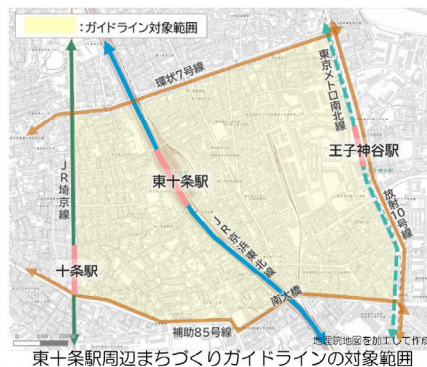 :ガイドライン対象範囲
環状7号線
東京メトロ南北線
王子神谷駅
東十条駅
放射10号線
JR埼京線
JR京浜東北線
十条駅
南大橋
補助85号線
地理院地図を加工して作成
東十条駅周辺まちづくりガイドラインの対象範囲